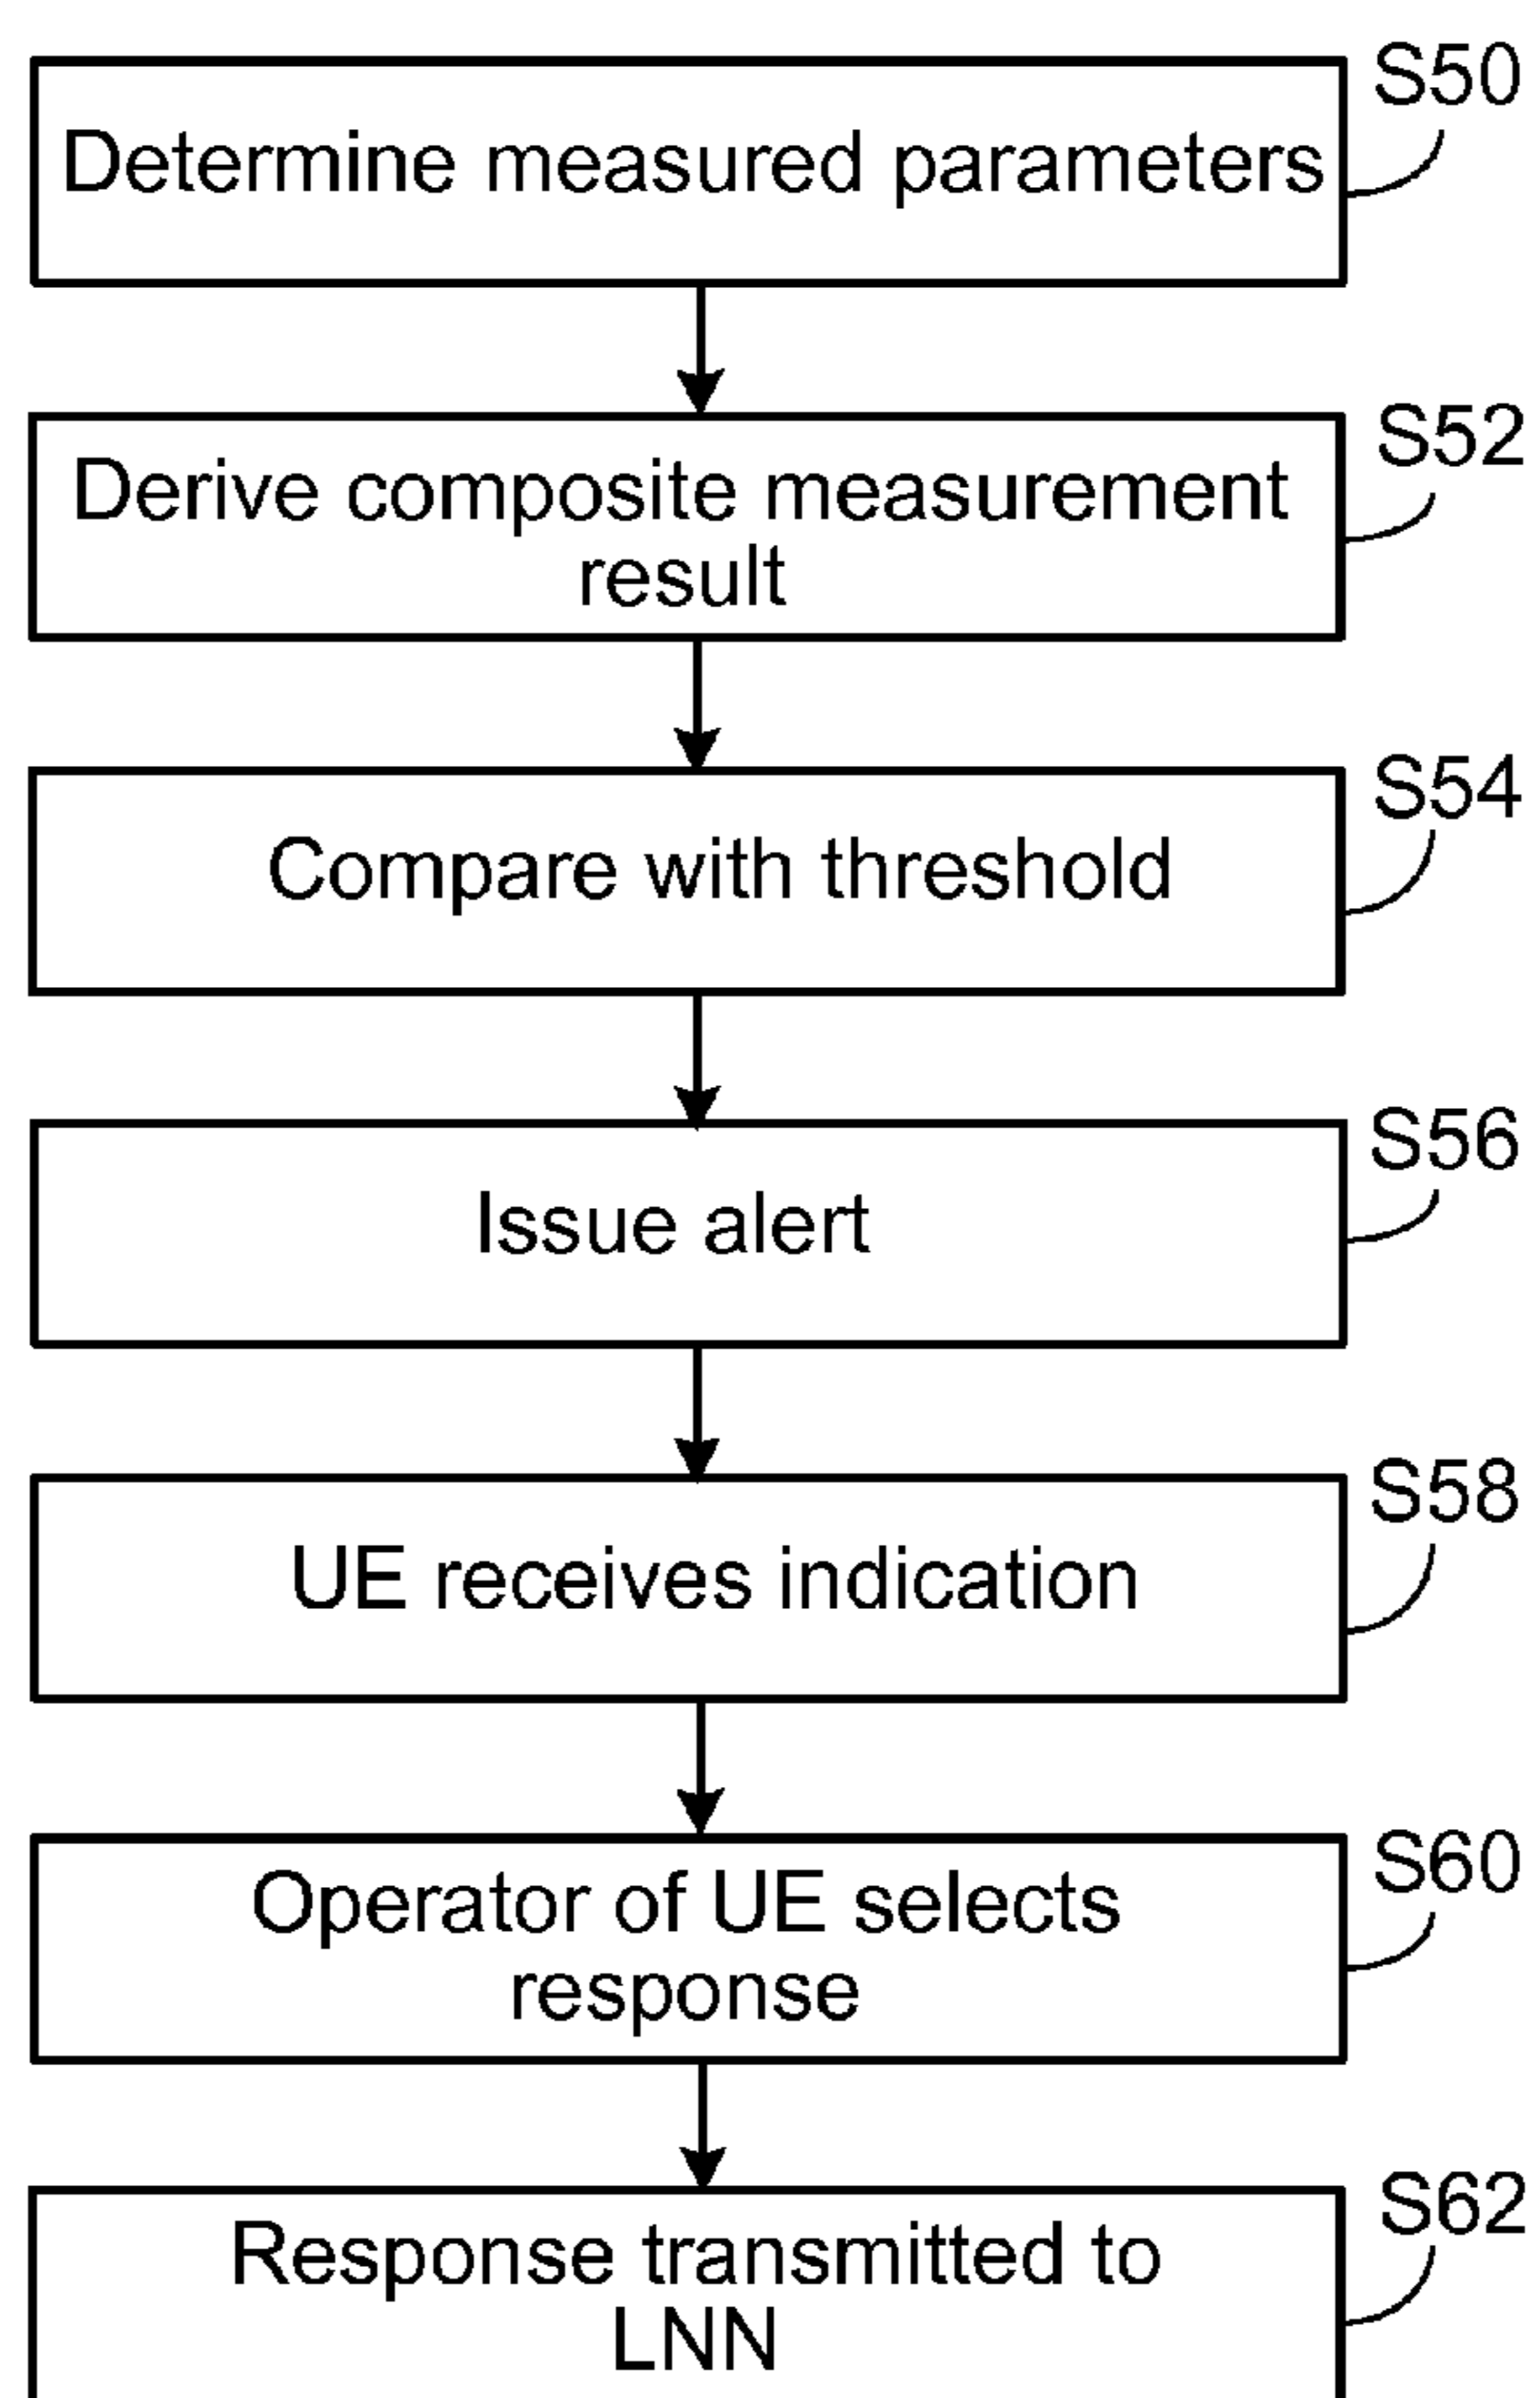 S50
Determine measured parameters
S52
Derive composite measurement
result
S54
Compare with threshold
S56
Issue alert
S58
UE receives indication
S60
Operator of UE selects
response
S62
Response transmitted to
LNN